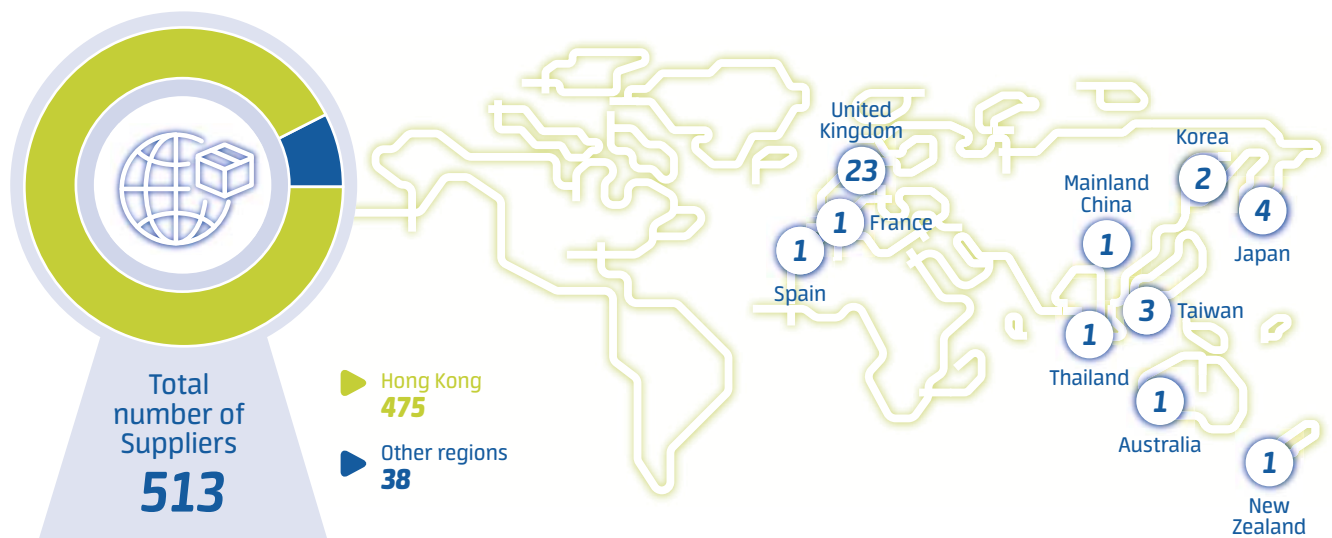 Total
number of
Suppliers
513
Hong Kong
475
Other regions
38
United
Kingdom
23
1
France
1
Spain
Mainland
China
1
Korea
2
4
Japan
3
Taiwan
1
Thailand
1
Australia
1
New
Zealand